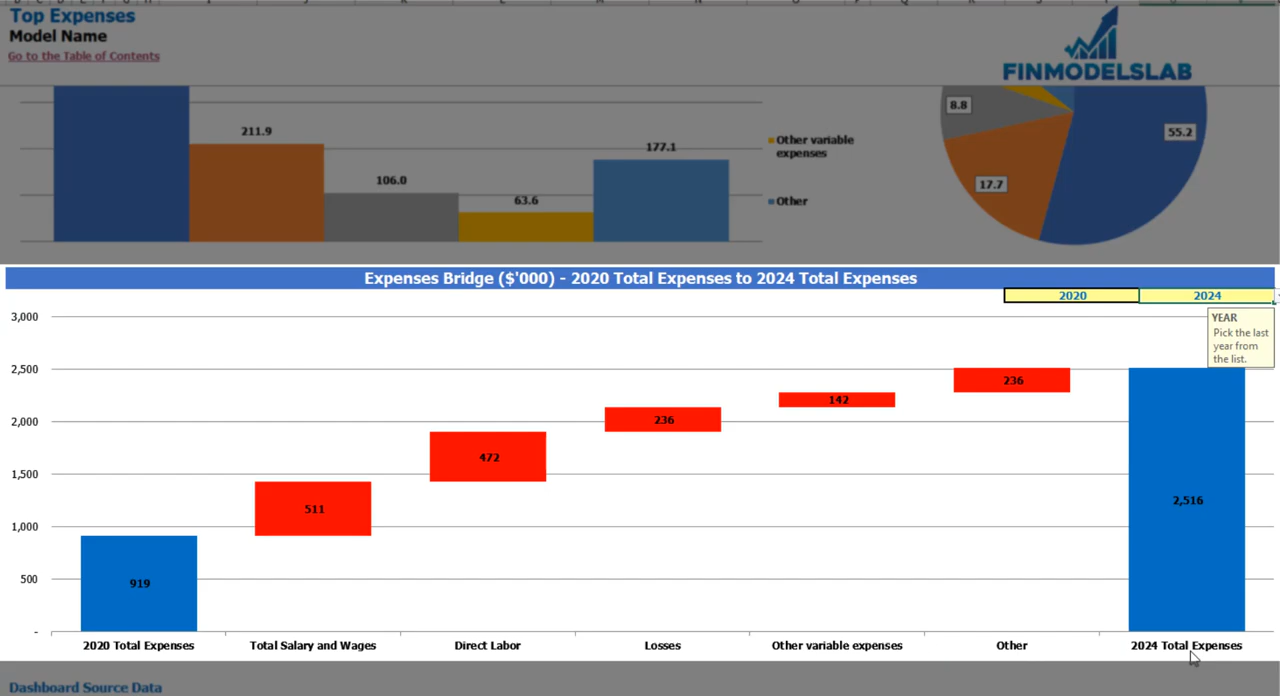 Top Expenses
Model Name
Go to the Table of Contents
FINMODELSLAB
211.9
106.0
63.6
177.1
Other variable
expenses
Other
8.8
55.2
17.7
Expenses Bridge ($'000) - 2020 Total Expenses to 2024 Total Expenses
2020 2024
YEAR
Pick the last
year from
the list.
3,000
2,500
2,000
1,500
1,000
500
-
919
511
472
236
142
236
2,516
2020 Total Expenses Total Salary and Wages Direct Labor Losses Other variable expenses Other 2024 Total Expenses
Dashboard Source Data